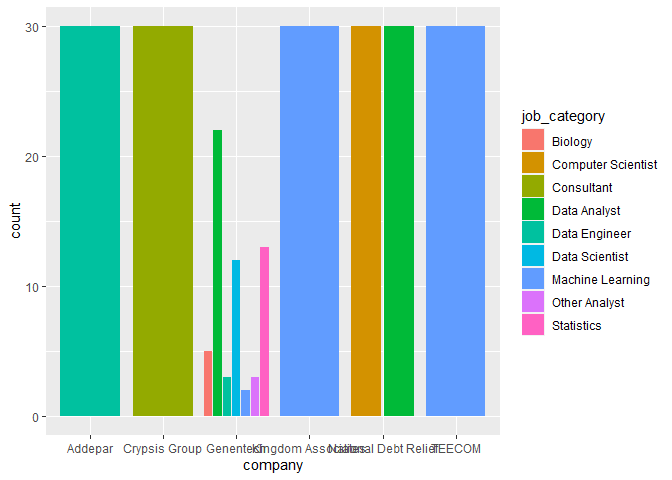 30
20
10
0
count
Addepar
Crypsis Group
Genentech
Kingdom Associates
National Debt Relief
TEECOM
company
job_category
Biology
Computer Scientist
Consultant
Data Analyst
Data Engineer
Data Scientist
Machine Learning
Other Analyst
Statistics